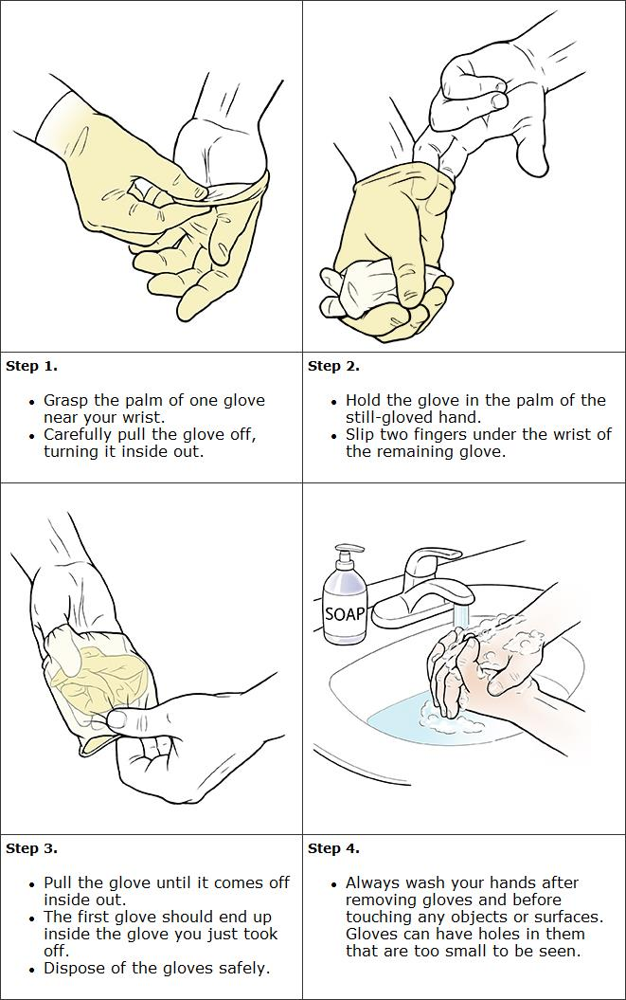 Step 1.
• Grasp the palm of one glove
near your wrist.
• Carefully pull the glove off,
turning it inside out.
Step 2.
• Hold the glove in the palm of the
still-gloved hand.
• Slip two fingers under the wrist of
the remaining glove.
SOAP
Step 3.
• Pull the glove until it comes off
inside out.
• The first glove should end up
inside the glove you just took
off.
• Dispose of the gloves safely.
Step 4.
• Always wash your hands after
removing gloves and before
touching any objects or surfaces.
Gloves can have holes in them
that are too small to be seen.